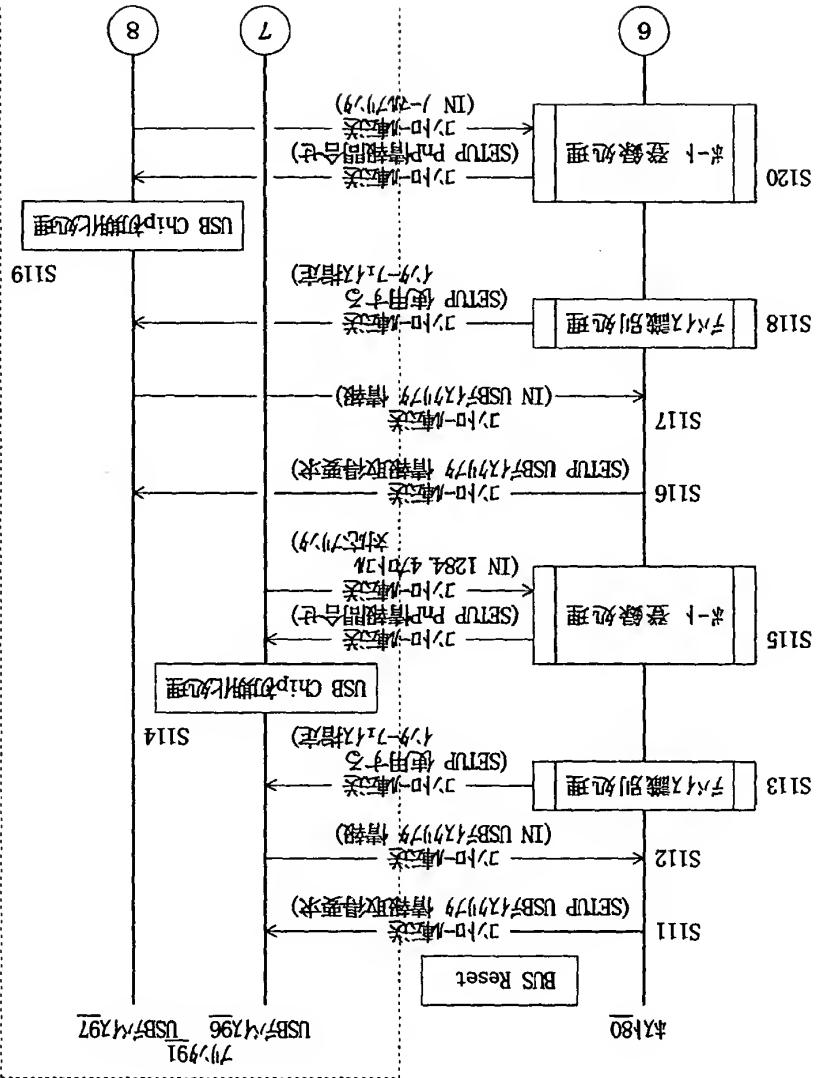 プリンタ91
ホスト80
USBデバイス96
USBデバイス97
BUS Reset
S111
コントロール転送
(SETUP USBディスクリプタ情報取得要求)
S112
コントロール転送
(IN USBディスクリプタ情報)
S113
デバイス識別処理
コントロール転送
(SETUP 使用する
インターフェイス指定)
S114
USB Chip初期化処理
S115
ポート登録処理
コントロール転送
(SETUP PnP情報問合せ)
コントロール転送
(IN 1284.4プロトコル
対応プリンタ)
S116
コントロール転送
(SETUP USBディスクリプタ情報取得要求)
S117
コントロール転送
(IN USBディスクリプタ情報)
S118
デバイス識別処理
コントロール転送
(SETUP 使用する
インターフェイス指定)
S119
USB Chip初期化処理
S120
ポート登録処理
コントロール転送
(SETUP PnP情報問合せ)
コントロール転送
(IN ノーマルプリンタ)
6
7
8